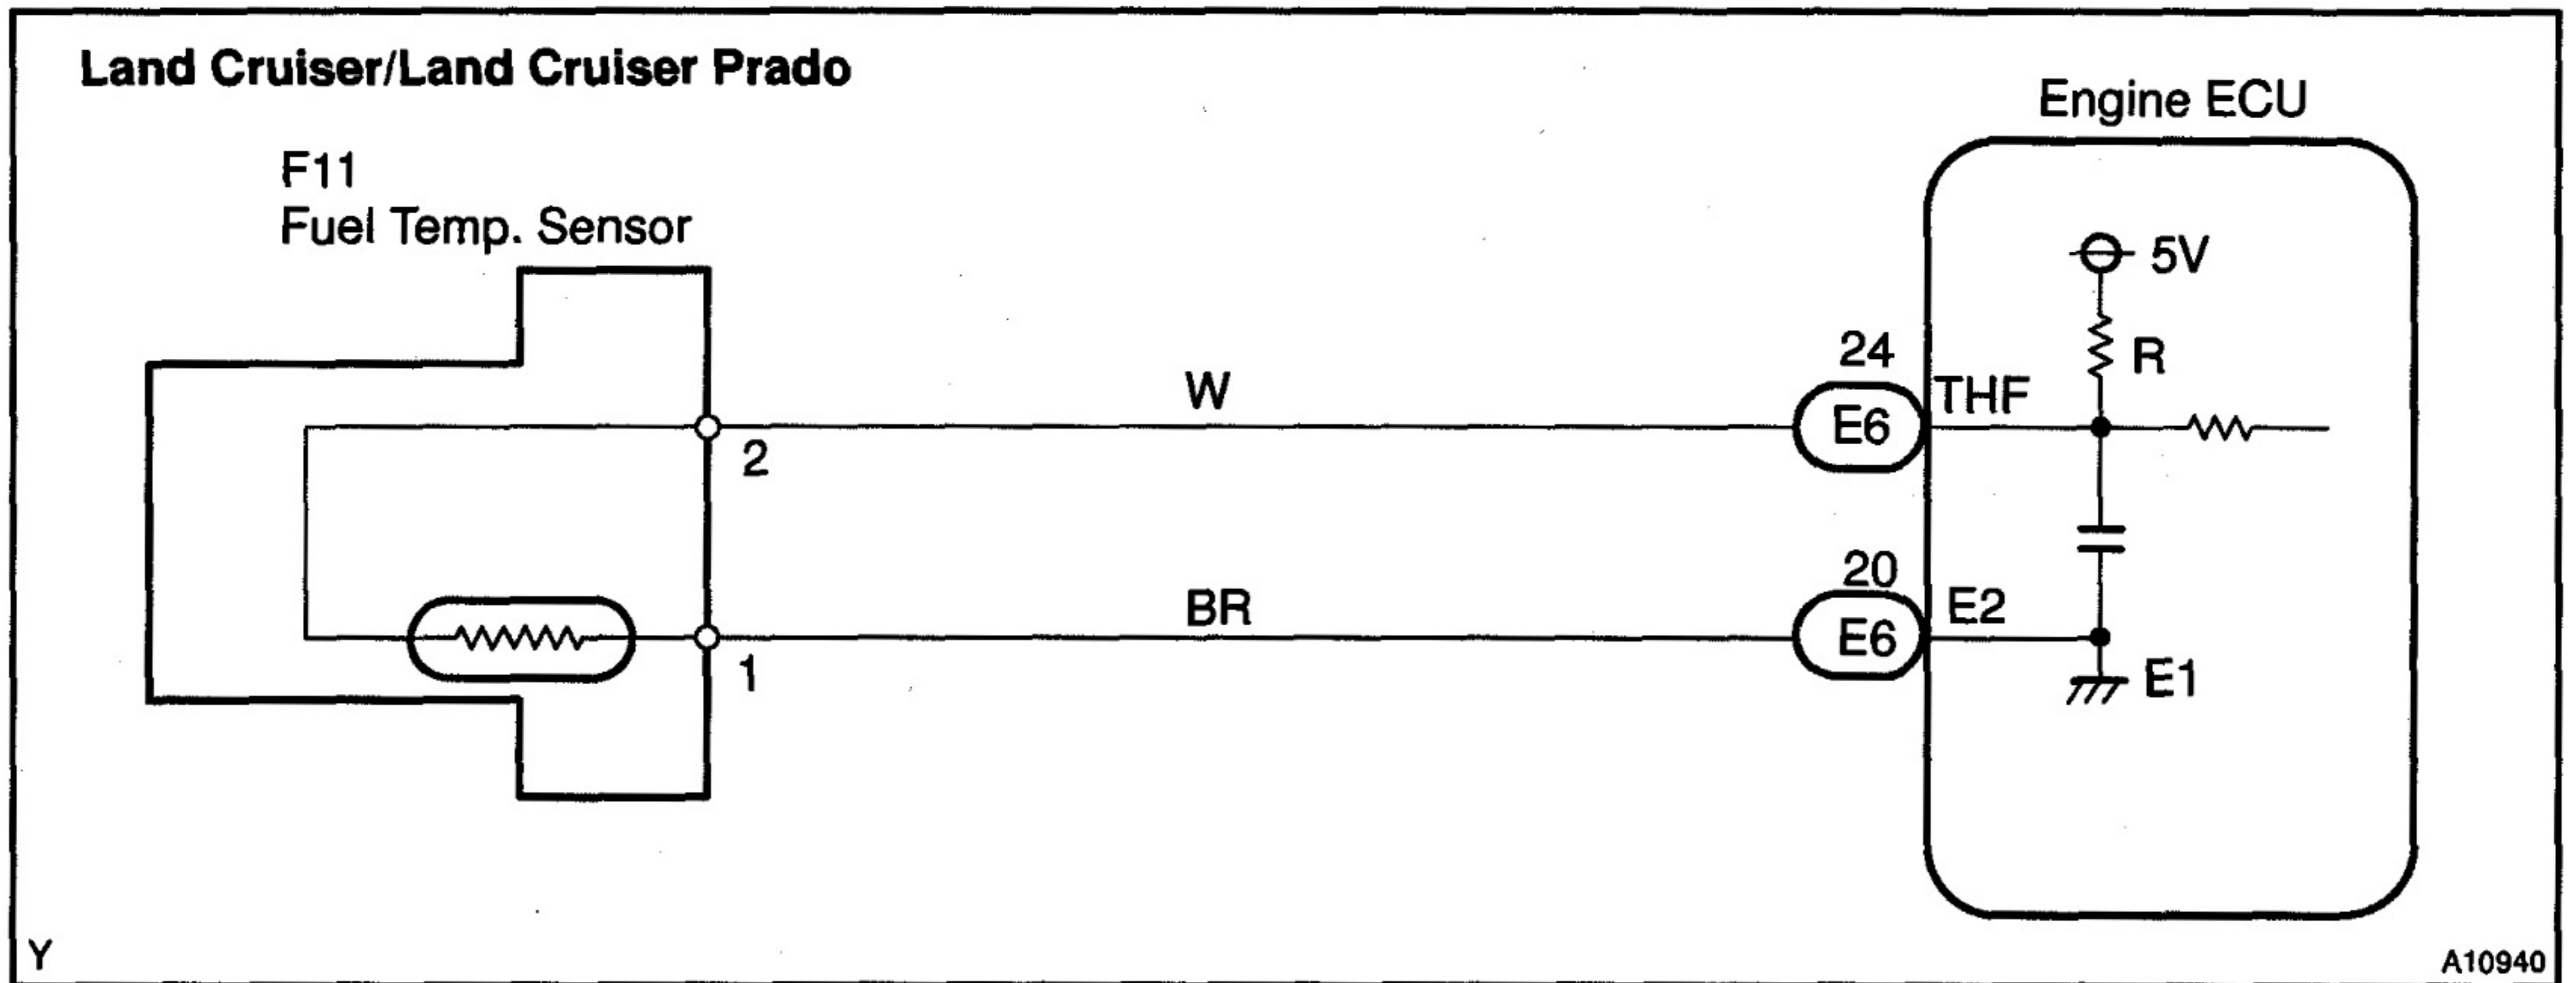 Land Cruiser/Land Cruiser Prado
Engine ECU
F11
Fuel Temp. Sensor
5V
R
24
W
THF
E6
2
20
BR
E2
E6
1
E1
Y
A10940